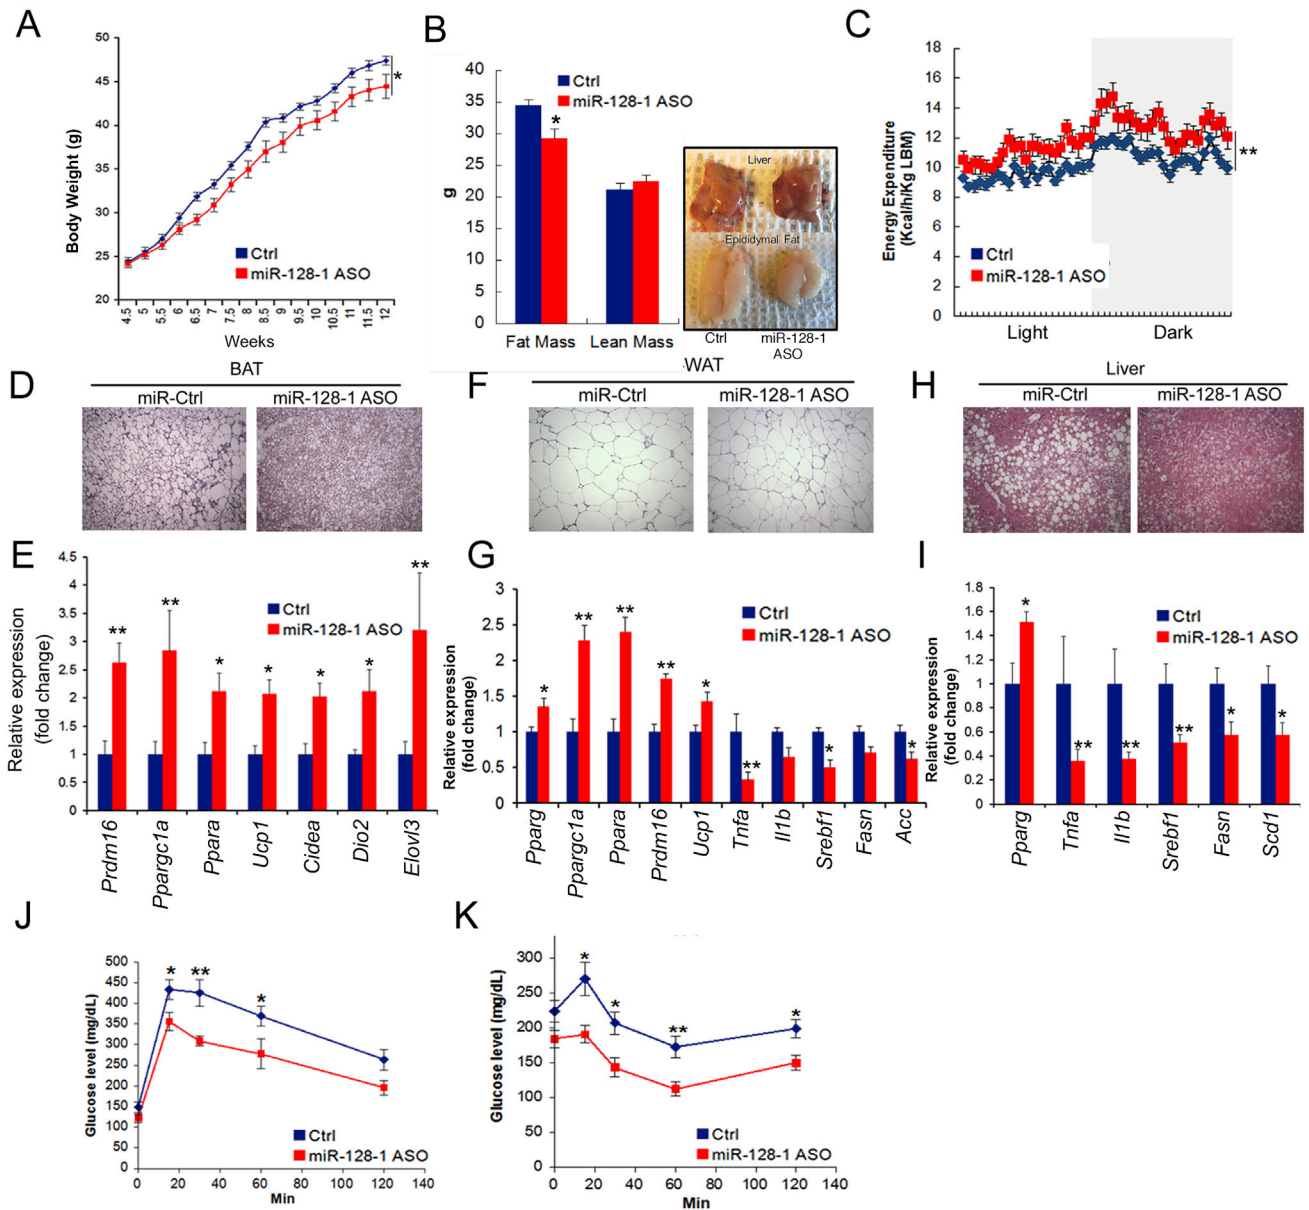 A
Body Weight (g)
50
45
40
35
30
25
20
Ctrl
miR-128-1 ASO
*
4.5
5
5.5
6
6.5
7
7.5
8
8.5
9
9.5
10
10.5
11
11.5
12
Weeks
B
g
40
35
30
25
20
15
10
5
0
Ctrl
miR-128-1 ASO
*
Fat Mass Lean Mass
Liver
Epididymal Fat
Ctrl miR-128-1
ASO
C
Energy Expenditure
(Kcal/h/Kg LBM)
18
16
14
12
10
8
6
4
2
0
**
Ctrl
miR-128-1 ASO
Light Dark
D
BAT
miR-Ctrl miR-128-1 ASO
F
-WAT
miR-Ctrl miR-128-1 ASO
H
Liver
miR-Ctrl miR-128-1 ASO
E
Relative expression
(fold change)
4.5
4
3.5
3
2.5
2
1.5
1
0.5
0
** ** * * * * **
Ctrl
miR-128-1 ASO
Prdm16
Ppargc1a
Ppara
Ucp1
Cidea
Dio2
Elovl3
G
Relative expression
(fold change)
3
2.5
2
1.5
1
0.5
0
* ** ** ** * ** * *
Ctrl
miR-128-1 ASO
Pparg
Ppargc1a
Ppara
Prdm16
Ucp1
Tnfa
Il1b
Srebf1
Fasn
Acc
I
Relative expression
(fold change)
1.8
1.6
1.4
1.2
1
0.8
0.6
0.4
0.2
0
* ** ** ** * *
Ctrl
miR-128-1 ASO
Pparg
Tnfa
Il1b
Srebf1
Fasn
Scd1
J
Glucose level (mg/dL)
500
450
400
350
300
250
200
150
100
50
0
* ** *
Ctrl
miR-128-1 ASO
0 20 40 60 80 100 120 140
Min
K
Glucose level (mg/dL)
300
250
200
150
100
50
0
* * ** *
Ctrl
miR-128-1 ASO
0 20 40 60 80 100 120 140
Min